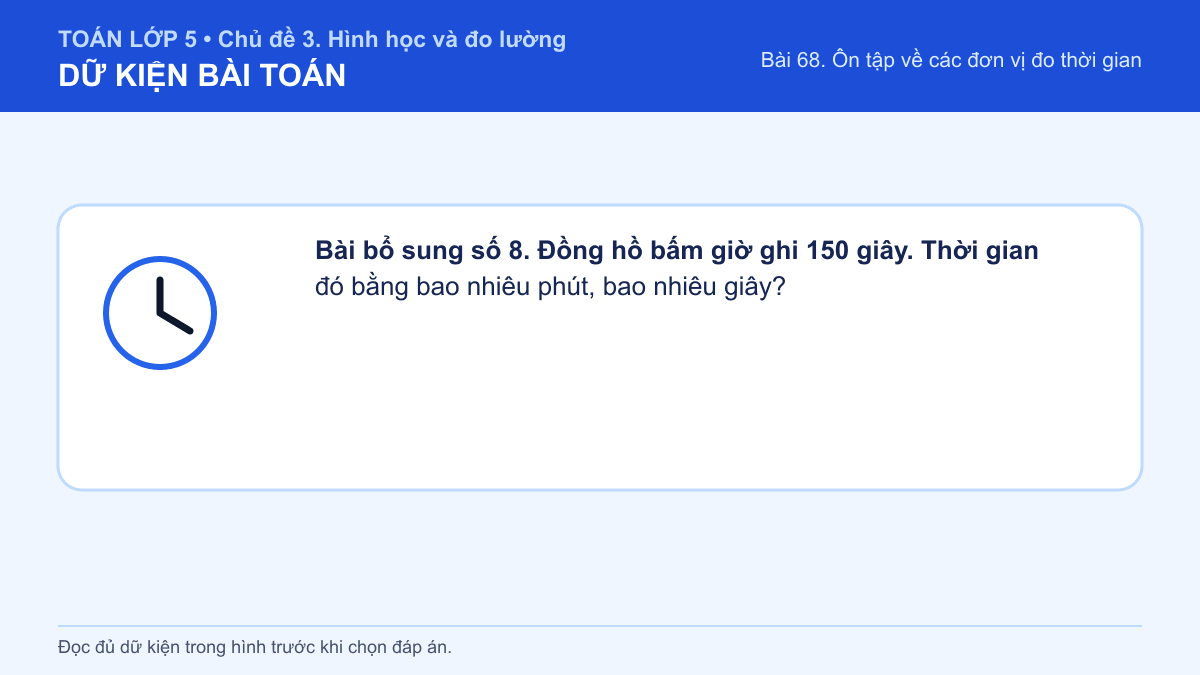 TOÁN LỚP 5 • Chủ đề 3. Hình học và đo lường
DỮ KIỆN BÀI TOÁN
Bài 68. Ôn tập về các đơn vị đo thời gian
Bài bổ sung số 8. Đồng hồ bấm giờ ghi 150 giây. Thời gian
đó bằng bao nhiêu phút, bao nhiêu giây?
Đọc đủ dữ kiện trong hình trước khi chọn đáp án.